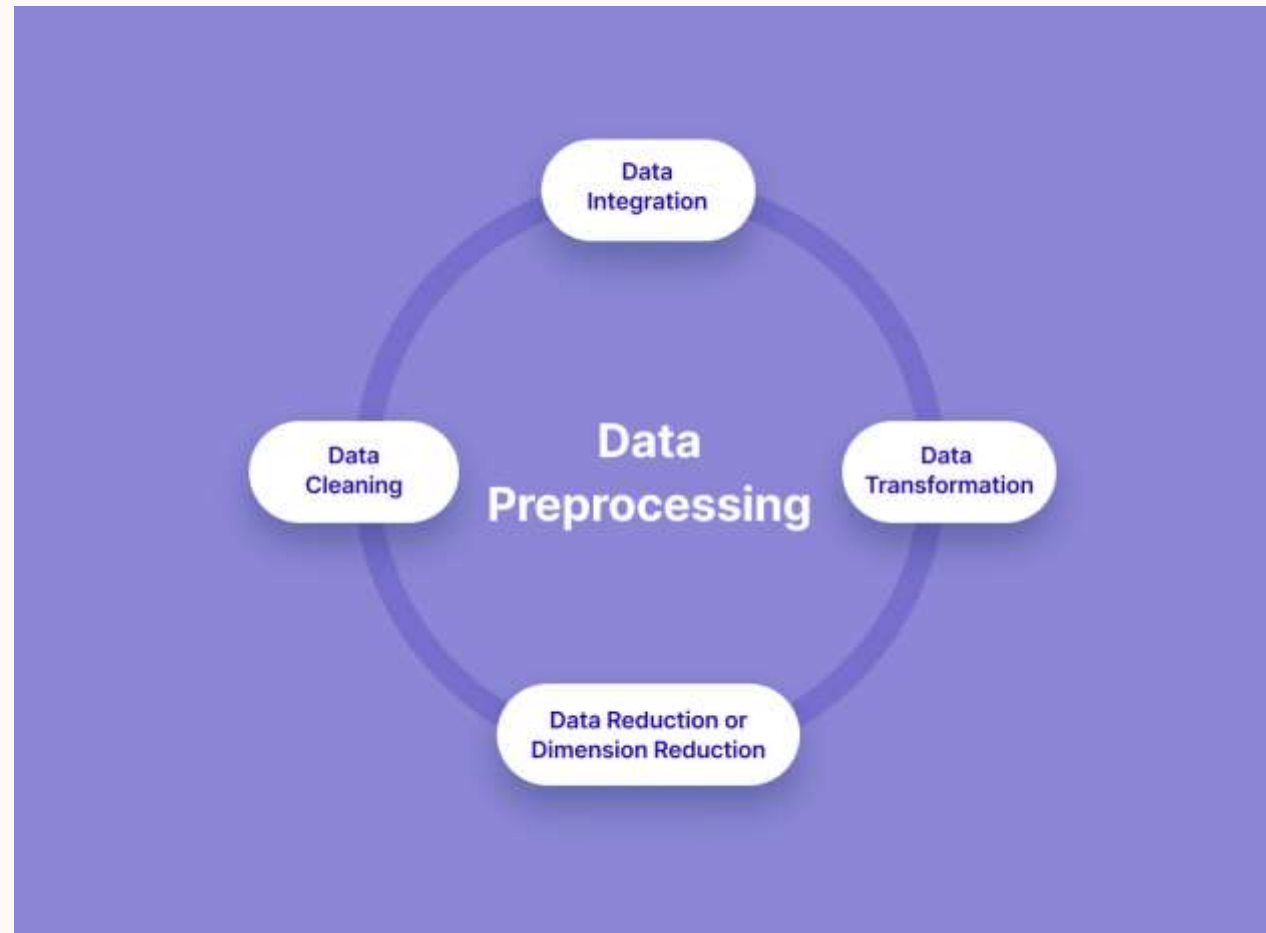 Data
Integration
Data
Cleaning
Data
Preprocessing
Data
Transformation
Data Reduction or
Dimension Reduction